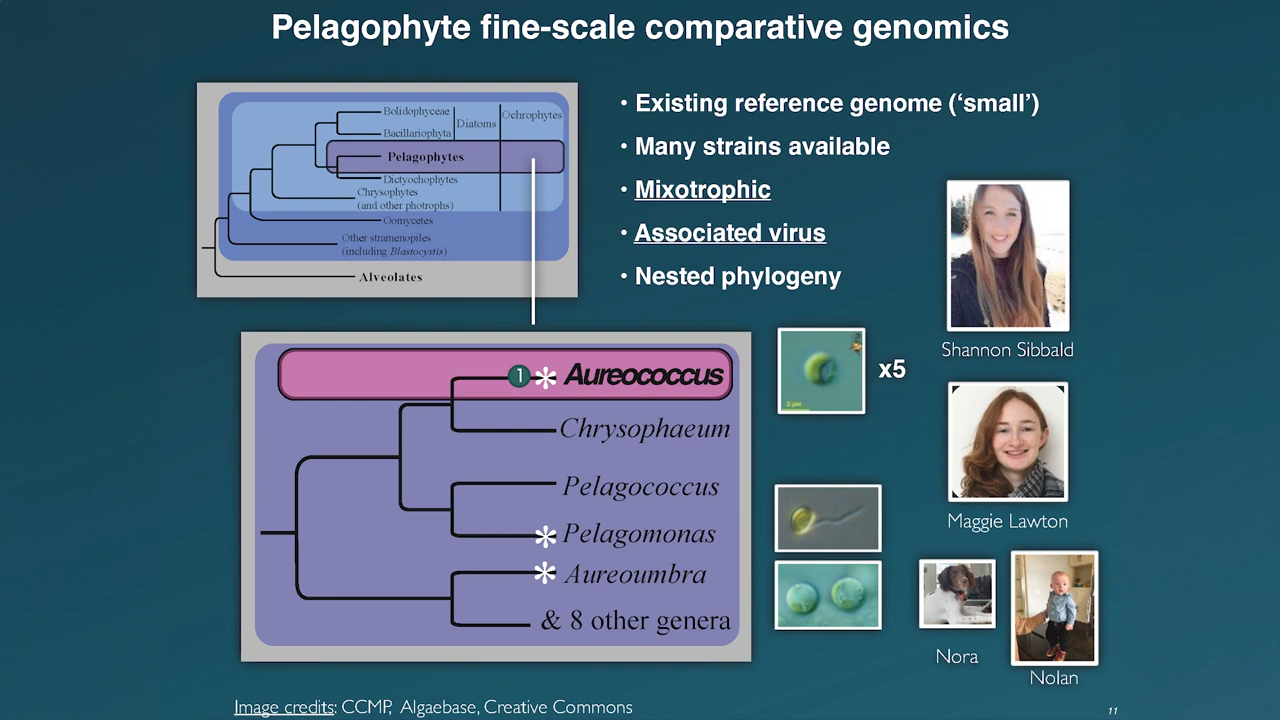 Pelagophyte fine-scale comparative genomics
Bolidophyceae
Bacillariophyta
Diatoms
Ochrophytes
Pelagophytes
Dictyochophytes
Chrysophytes
(and other photrophs)
Oomycetes
Other stramenopiles
(including Blastocystis)
Alveolates
• Existing reference genome (‘small’)
• Many strains available
• Mixotrophic
• Associated virus
• Nested phylogeny
Shannon Sibbald
1 * Aureococcus
Chrysophaeum
Pelagococcus
* Pelagomonas
* Aureoumbra
& 8 other genera
2 µm
x5
Maggie Lawton
Nora
Nolan
Image credits: CCMP, Algaebase, Creative Commons
11